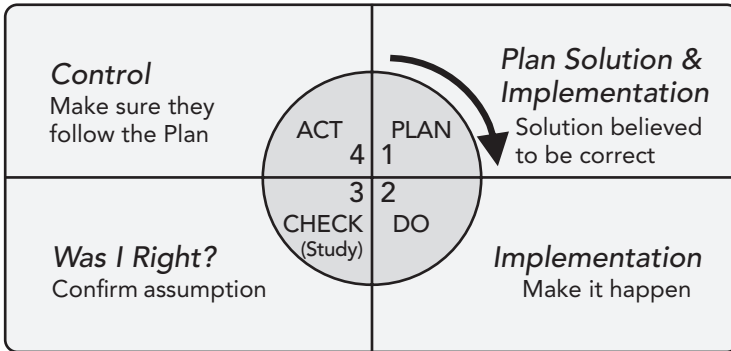 Control
Make sure they
follow the Plan
Plan Solution &
Implementation
Solution believed
to be correct
ACT
4
1
PLAN
3
2
CHECK
(Study)
DO
Was I Right?
Confirm assumption
Implementation
Make it happen